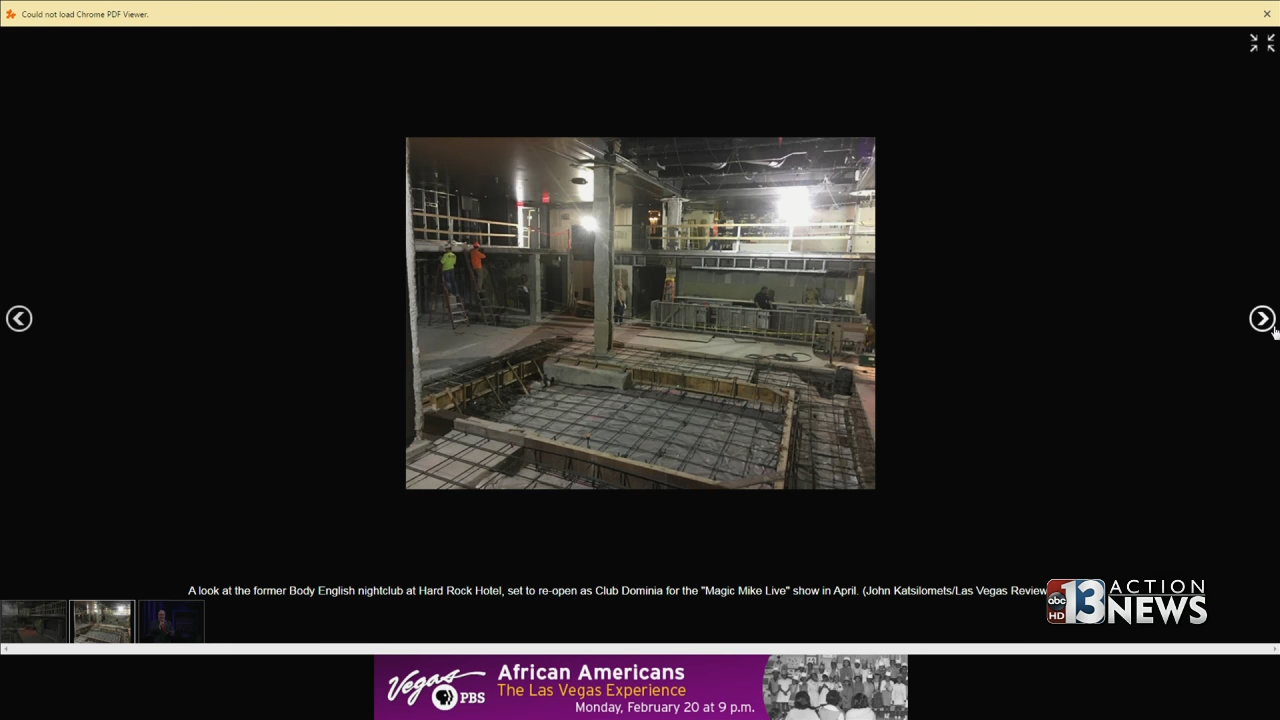 Could not load Chrome PDF Viewer.
A look at the former Body English nightclub at Hard Rock Hotel, set to re-open as Club Dominia for the "Magic Mike Live" show in April. (John Katsilomets/Las Vegas Review
abc
HD
13
ACTION
NEWS
Vegas
PBS
African Americans
The Las Vegas Experience
Monday, February 20 at 9 p.m.